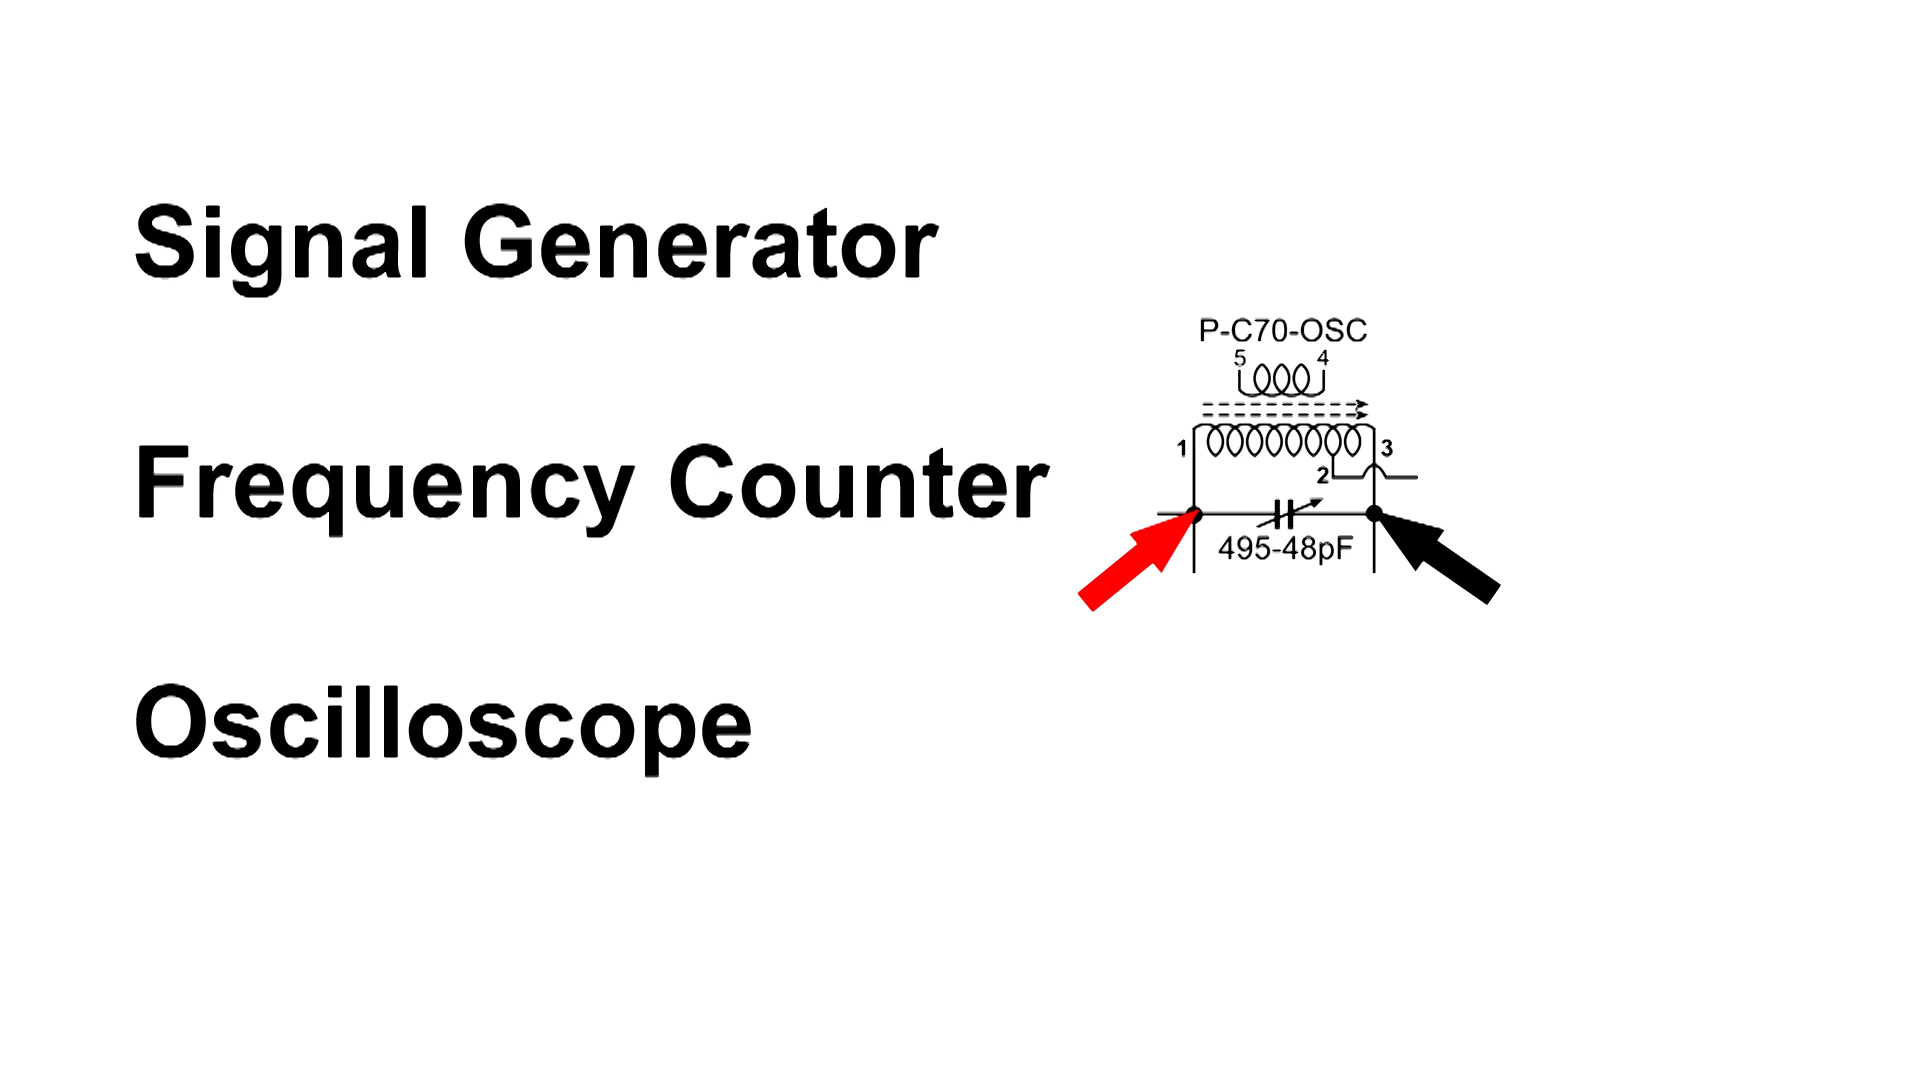 Signal Generator
P-C70-OSC
5 4
Frequency Counter
1 3
2
495-48pF
Oscilloscope